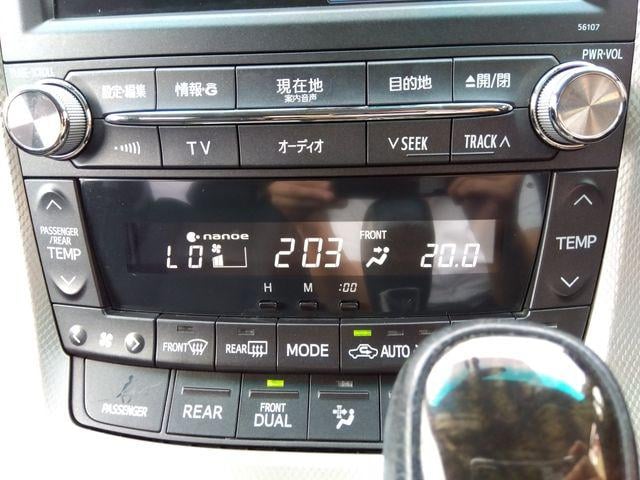 56107
PWR·VOL
設定・編集 情報・G 現在地 案内音声 目的地 ▲開/閉
TV オーディオ ∨SEEK TRACK∧
nanoe FRONT
LO 203 20.0
PASSENGER/REAR TEMP
TEMP
H M :00
FRONT REAR MODE AUTO
PASSENGER REAR FRONT DUAL